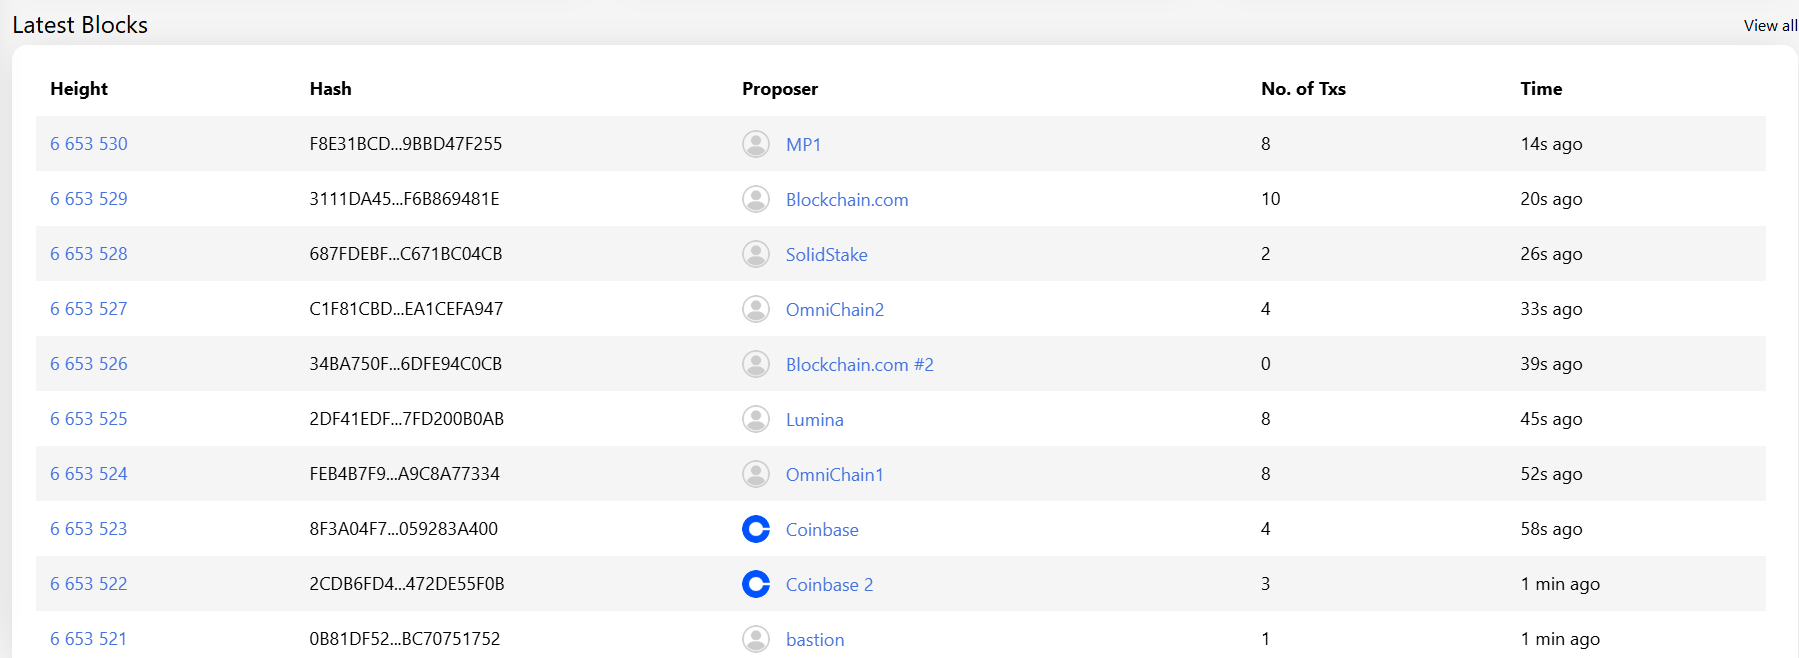 Latest Blocks View all
Height Hash Proposer No. of Txs Time
6 653 530 F8E31BCD...9BBD47F255 MP1 8 14s ago
6 653 529 3111DA45...F6B869481E Blockchain.com 10 20s ago
6 653 528 687FDEBF...C671BC04CB SolidStake 2 26s ago
6 653 527 C1F81CBD...EA1CEFA947 OmniChain2 4 33s ago
6 653 526 34BA750F...6DFE94C0CB Blockchain.com #2 0 39s ago
6 653 525 2DF41EDF...7FD200B0AB Lumina 8 45s ago
6 653 524 FEB4B7F9...A9C8A77334 OmniChain1 8 52s ago
6 653 523 8F3A04F7...059283A400 Coinbase 4 58s ago
6 653 522 2CDB6FD4...472DE55F0B Coinbase 2 3 1 min ago
6 653 521 0B81DF52...BC70751752 bastion 1 1 min ago